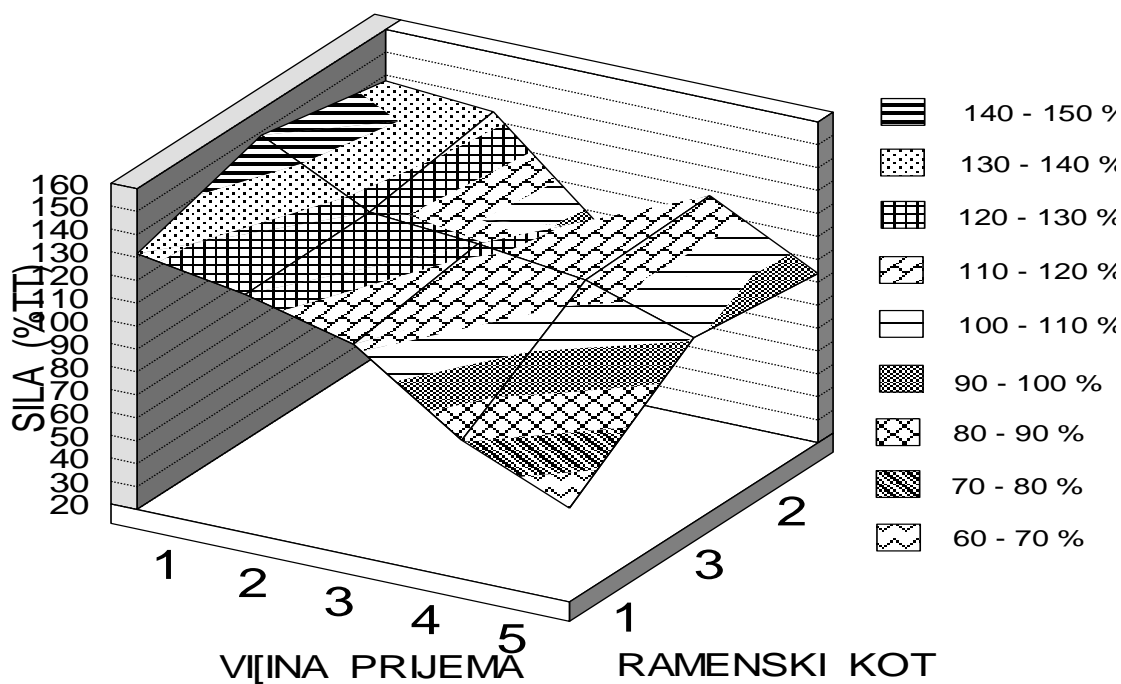 160
150
140
130
120
110
100
90
80
70
60
50
40
30
20
SILA (%TT)
1
2
3
4
5
1
3
2
VI[INA PRIJEMA
RAMENSKI KOT
140 - 150 %
130 - 140 %
120 - 130 %
110 - 120 %
100 - 110 %
90 - 100 %
80 - 90 %
70 - 80 %
60 - 70 %